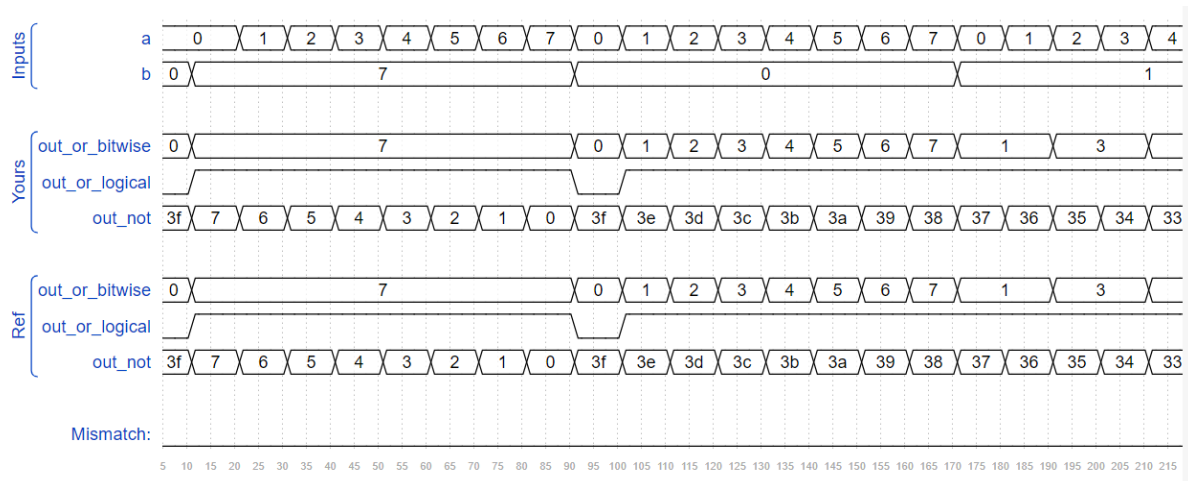 Inputs
a 0 1 2 3 4 5 6 7 0 1 2 3 4 5 6 7 0 1 2 3 4
b 0 7 0 1
Yours
out_or_bitwise 0 7 0 1 2 3 4 5 6 7 1 3
out_or_logical
out_not 3f 7 6 5 4 3 2 1 0 3f 3e 3d 3c 3b 3a 39 38 37 36 35 34 33
Ref
out_or_bitwise 0 7 0 1 2 3 4 5 6 7 1 3
out_or_logical
out_not 3f 7 6 5 4 3 2 1 0 3f 3e 3d 3c 3b 3a 39 38 37 36 35 34 33
Mismatch:
5 10 15 20 25 30 35 40 45 50 55 60 65 70 75 80 85 90 95 100 105 110 115 120 125 130 135 140 145 150 155 160 165 170 175 180 185 190 195 200 205 210 215